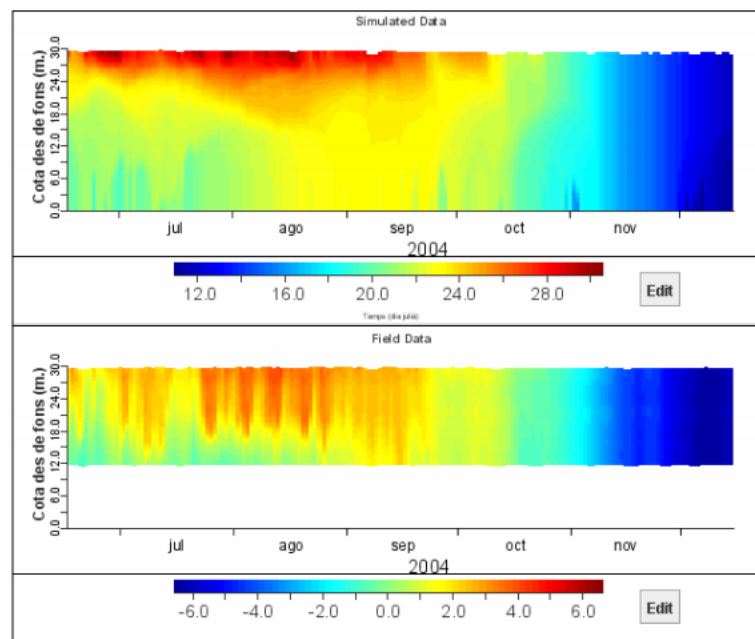 Simulated Data
Cota des de fons (m.)
30.0
24.0
18.0
12.0
6.0
0.0
jul ago sep oct nov
2004
12.0 16.0 20.0 24.0 28.0
Edit
Temps (dia julià)
Field Data
Cota des de fons (m.)
30.0
24.0
18.0
12.0
6.0
0.0
jul ago sep oct nov
2004
-6.0 -4.0 -2.0 0.0 2.0 4.0 6.0
Edit